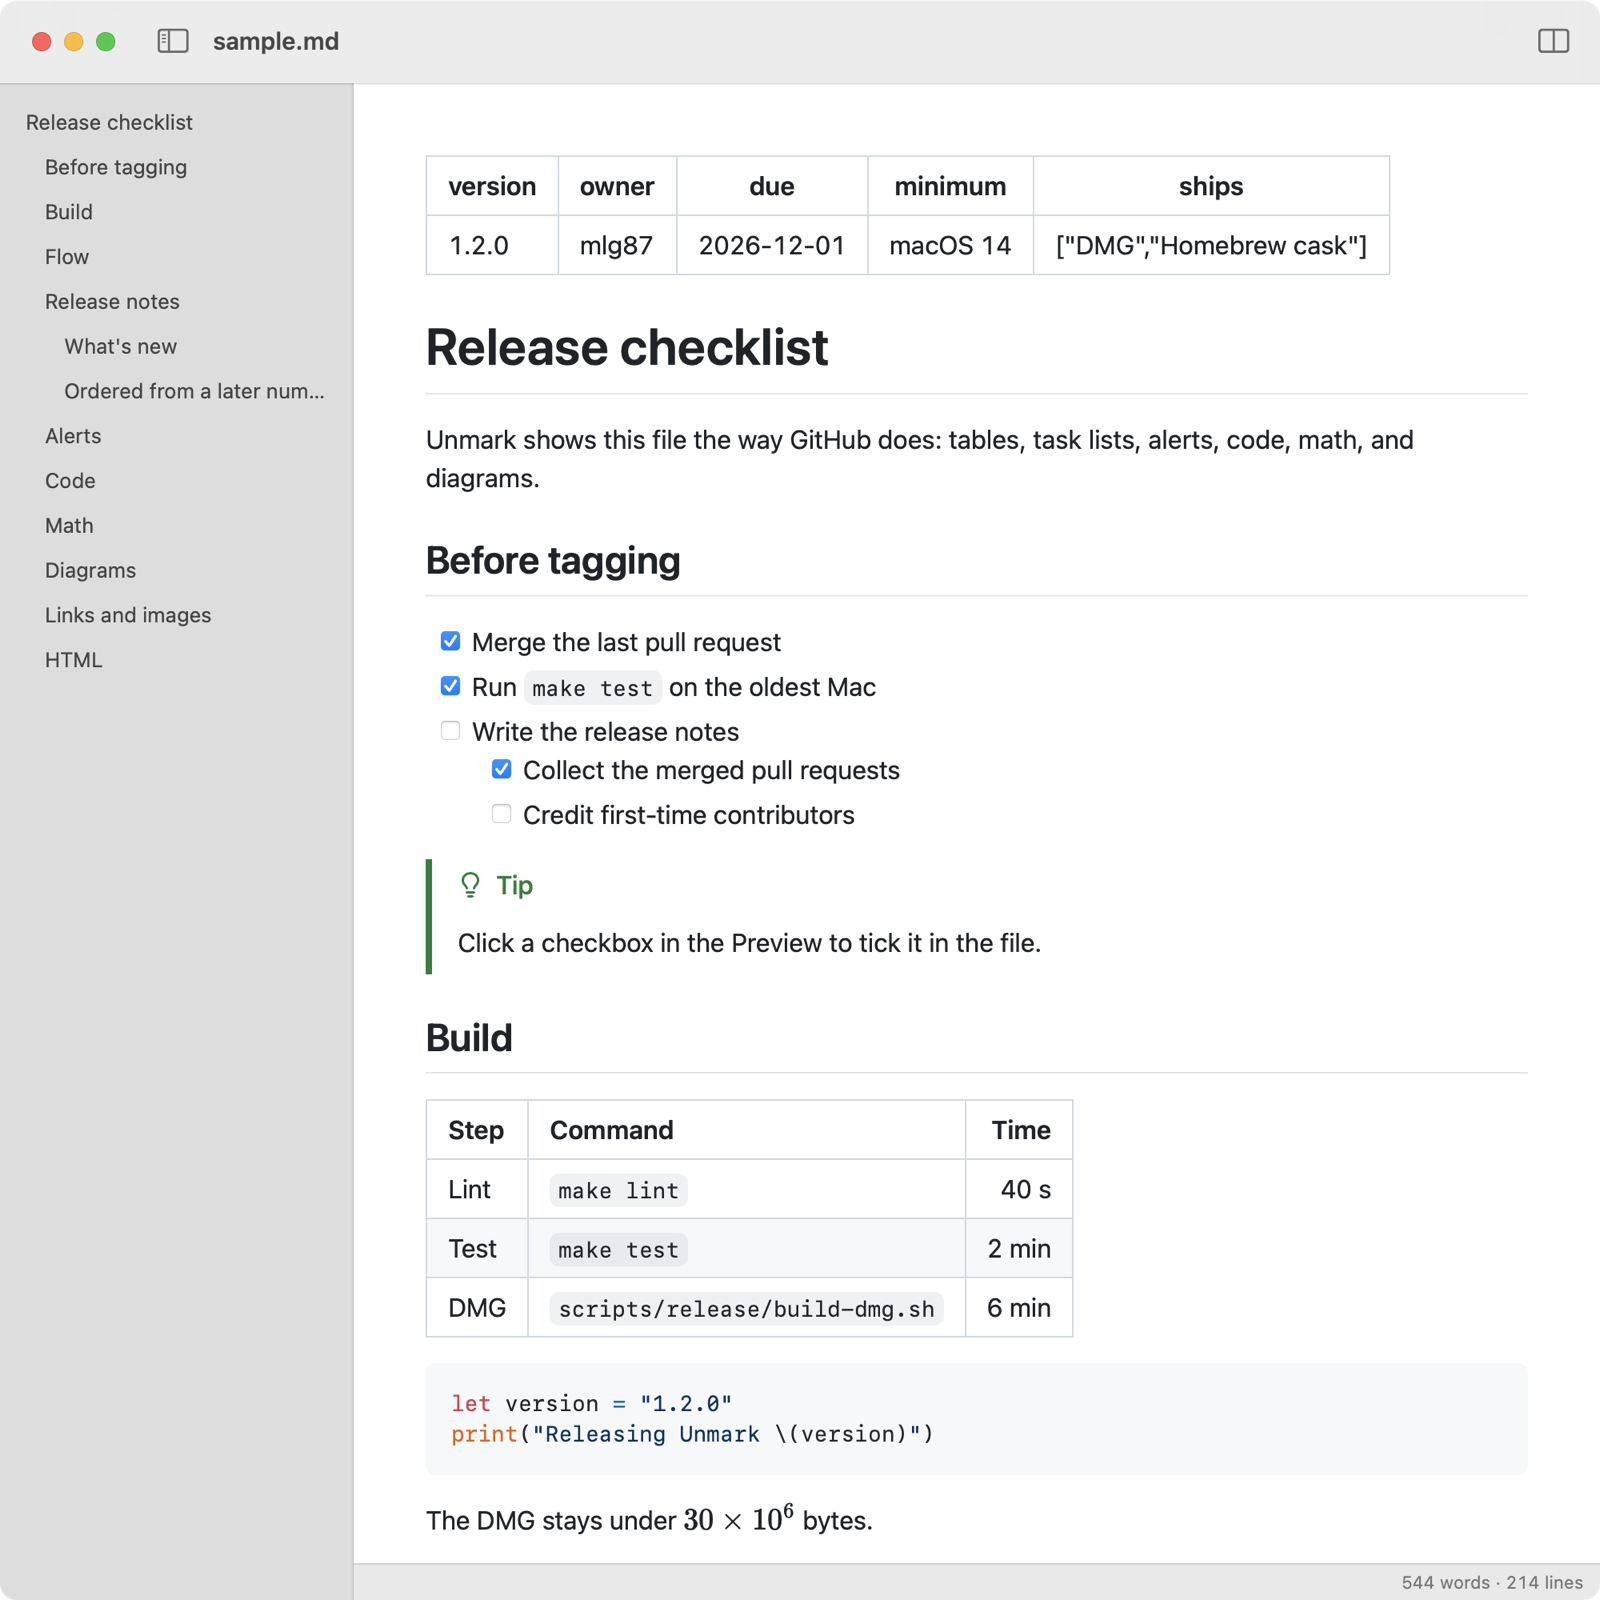 sample.md
Release checklist
Before tagging
Build
Flow
Release notes
What's new
Ordered from a later num...
Alerts
Code
Math
Diagrams
Links and images
HTML
version owner due minimum ships
1.2.0 mlg87 2026-12-01 macOS 14 ["DMG","Homebrew cask"]
Release checklist
Unmark shows this file the way GitHub does: tables, task lists, alerts, code, math, and
diagrams.
Before tagging
Merge the last pull request
Run make test on the oldest Mac
Write the release notes
Collect the merged pull requests
Credit first-time contributors
Tip
Click a checkbox in the Preview to tick it in the file.
Build
Step Command Time
Lint make lint 40 s
Test make test 2 min
DMG scripts/release/build-dmg.sh 6 min
let version = "1.2.0"
print("Releasing Unmark \(version)")
The DMG stays under 30 × 10⁶ bytes.
544 words · 214 lines